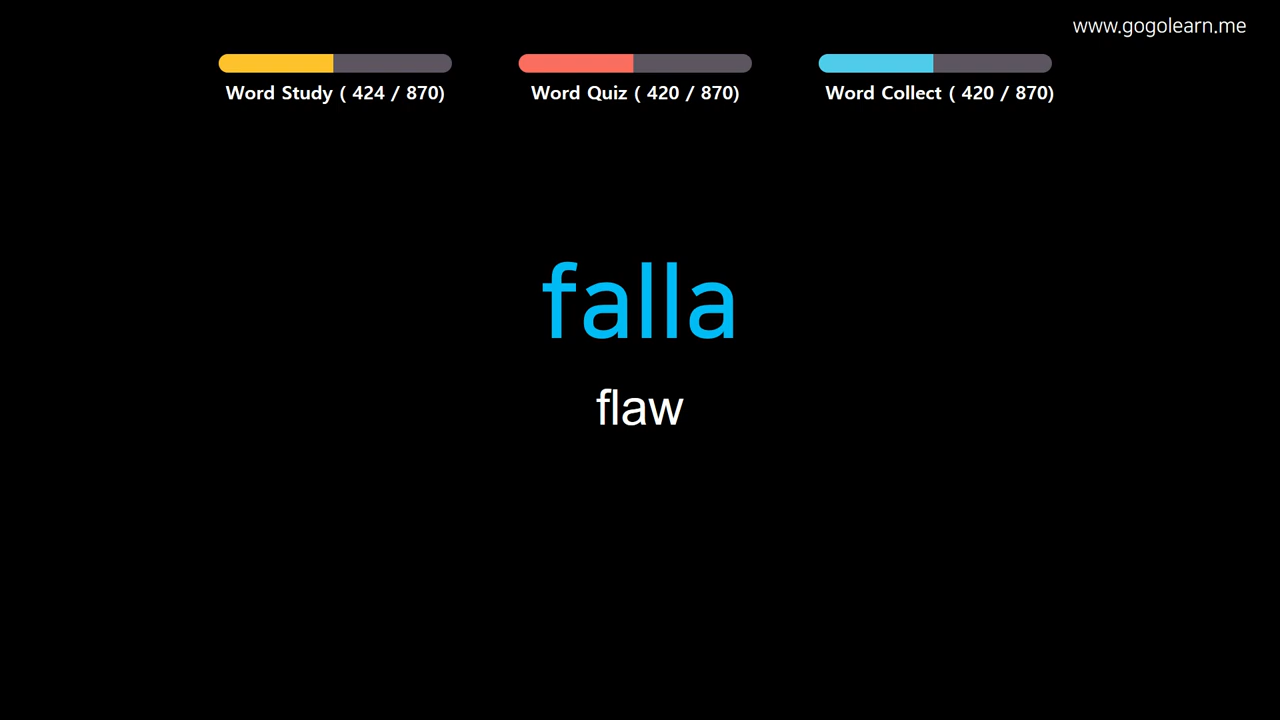 www.gogolearn.me
Word Study ( 424 / 870)
Word Quiz ( 420 / 870)
Word Collect ( 420 / 870)
falla
flaw